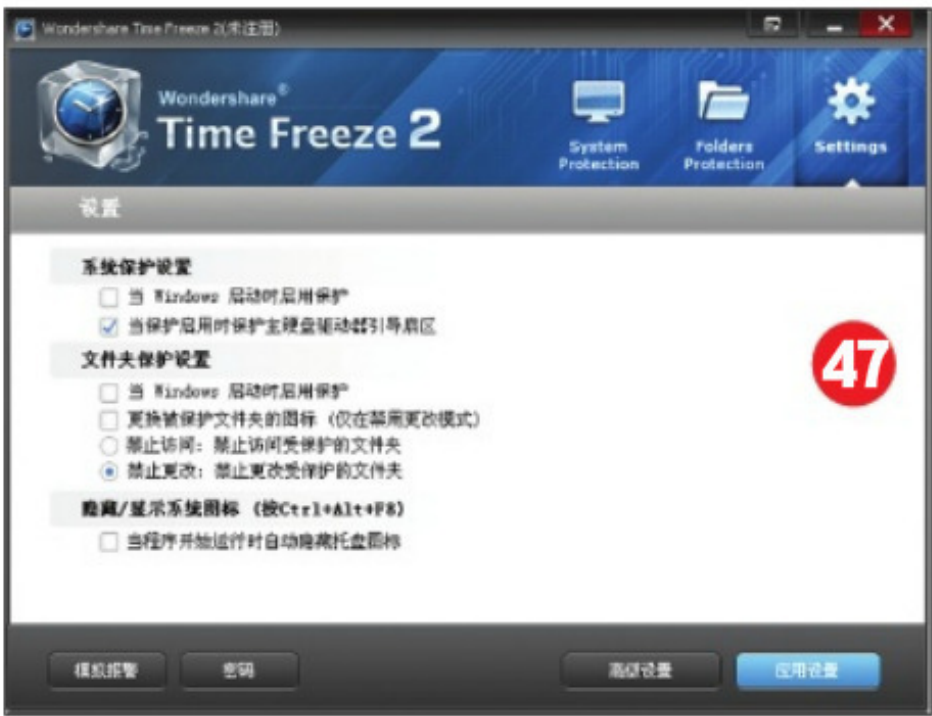 Wondershare Time Freeze 2(未注册)
Wondershare®
Time Freeze 2
System Protection
Folders Protection
Settings
设置
系统保护设置
当 Windows 启动时启用保护
当保护启用时保护主硬盘驱动器引导扇区
文件夹保护设置
当 Windows 启动时启用保护
更换被保护文件夹的图标 (仅在禁用更改模式)
禁止访问: 禁止访问受保护的文件夹
禁止更改: 禁止更改受保护的文件夹
隐藏/显示系统图标 (按Ctrl+Alt+F8)
当程序开始运行时自动隐藏托盘图标
47
模拟报警
密码
高级设置
应用设置